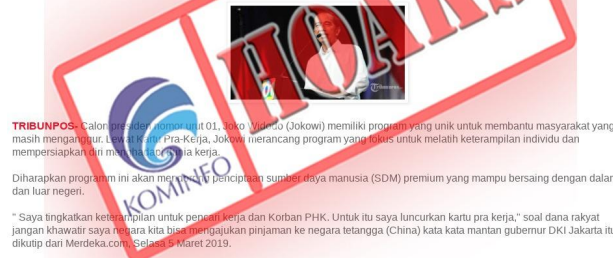 HOAKS
TRIBUNPOS- Calon presiden nomor urut 01, Joko Widodo (Jokowi) memiliki program yang unik untuk membantu masyarakat yang
masih menganggur. Lewat Kartu Pra-Kerja, Jokowi merancang program yang fokus untuk melatih keterampilan individu dan
mempersiapkan diri menghadapi dunia kerja.
Diharapkan programm ini akan mendorong penciptaan sumber daya manusia (SDM) premium yang mampu bersaing dengan dalam
dan luar negeri.
KOMINFO
" Saya tingkatkan keterampilan untuk pencari kerja dan Korban PHK. Untuk itu saya luncurkan kartu pra kerja," soal dana rakyat
jangan khawatir saya negara kita bisa mengajukan pinjaman ke negara tetangga (China) kata kata mantan gubernur DKI Jakarta itu
dikutip dari Merdeka.com, Selasa 5 Maret 2019.